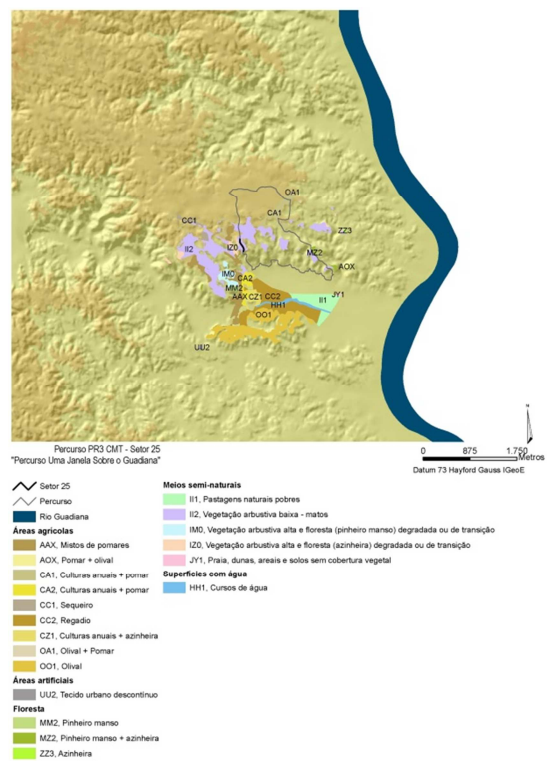 OA1
CA1
CC1
ZZ3
II2
IZ0
MZ2
AOX
IM0
CA2
MM2
AAX
CZ1
CC2
JY1
II1
HH1
OO1
UU2
N
Percurso PR3 CMT - Setor 25
"Percurso Uma Janela Sobre o Guadiana"
0 875 1.750
Metros
Datum 73 Hayford Gauss IGeoE
Setor 25
Percurso
Rio Guadiana
Áreas agrícolas
AAX, Mistos de pomares
AOX, Pomar + olival
CA1, Culturas anuais + pomar
CA2, Culturas anuais + pomar
CC1, Sequeiro
CC2, Regadio
CZ1, Culturas anuais + azinheira
OA1, Olival + Pomar
OO1, Olival
Áreas artificiais
UU2, Tecido urbano descontínuo
Floresta
MM2, Pinheiro manso
MZ2, Pinheiro manso + azinheira
ZZ3, Azinheira
Meios semi-naturais
II1, Pastagens naturais pobres
II2, Vegetação arbustiva baixa - matos
IM0, Vegetação arbustiva alta e floresta (pinheiro manso) degradada ou de transição
IZ0, Vegetação arbustiva alta e floresta (azinheira) degradada ou de transição
JY1, Praia, dunas, areais e solos sem cobertura vegetal
Superfícies com água
HH1, Cursos de água